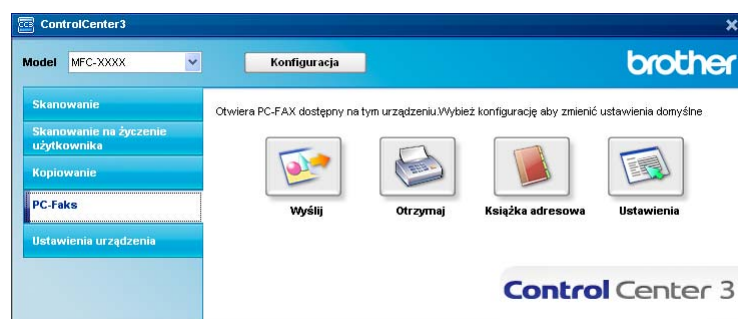 CC3 ControlCenter3
Model MFC-XXXX Konfiguracja brother
Skanowanie
Skanowanie na życzenie
użytkownika
Kopiowanie
PC-Faks
Ustawienia urządzenia
Otwiera PC-FAX dostępny na tym urządzeniu.Wybież konfigurację aby zmienić ustawienia domyślne
Wyślij Otrzymaj Książka adresowa Ustawienia
Control Center 3